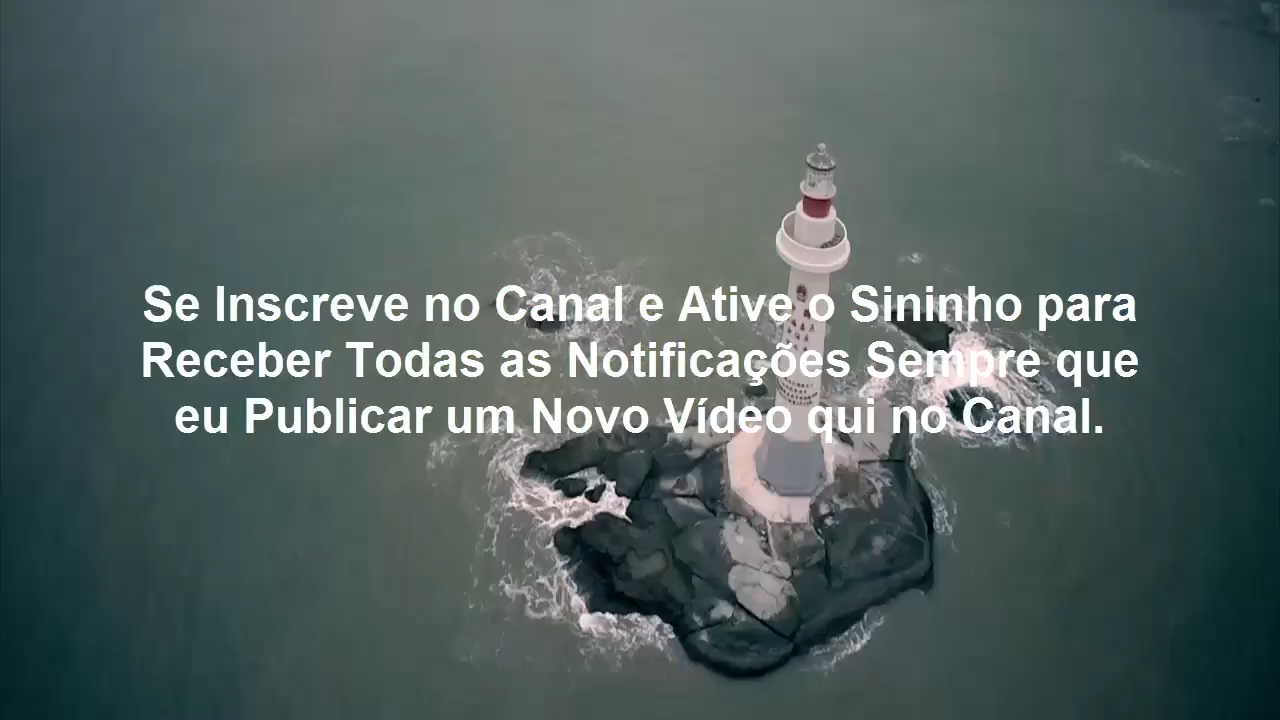 Se Inscreve no Canal e Ative o Sininho para
Receber Todas as Notificações Sempre que
eu Publicar um Novo Vídeo qui no Canal.